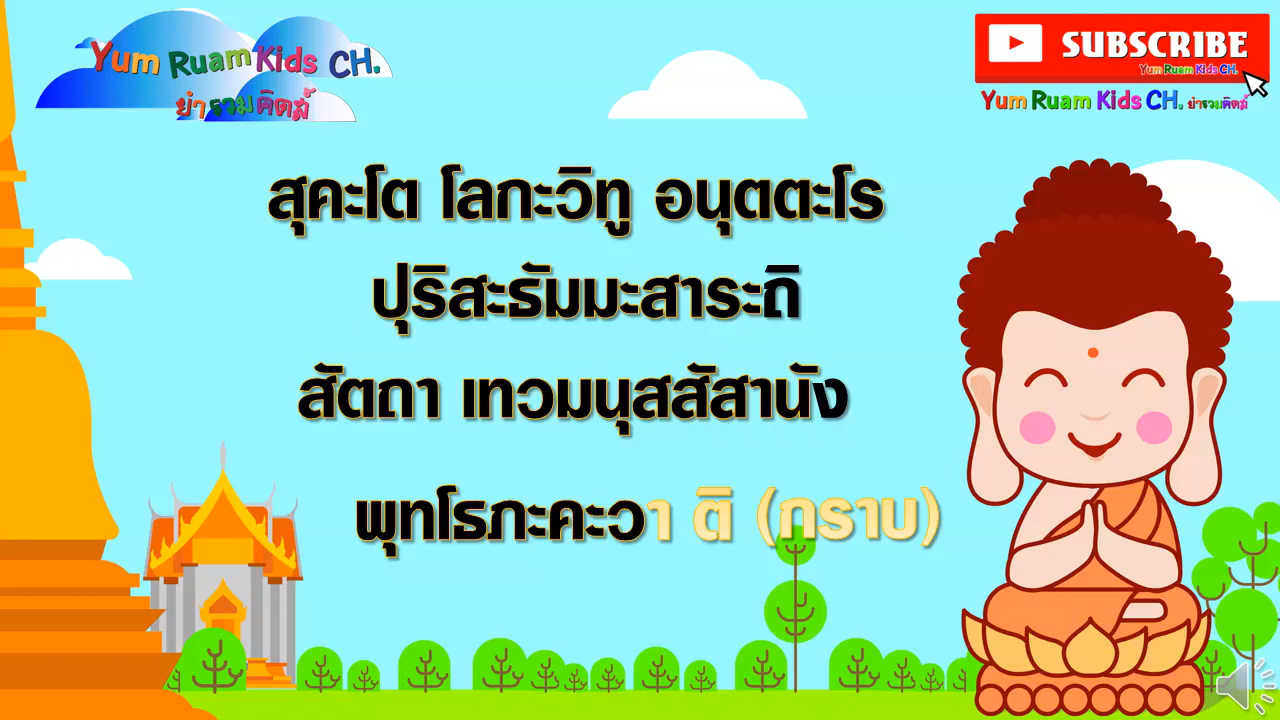 Yum Ruam Kids CH.
ย่ำรวมคิดส์
SUBSCRIBE
Yum Ruam Kids CH.
Yum Ruam Kids CH. ย่ำรวมคิดส์
สุคะโต โลกะวิทู อนุตตะโร
ปุริสะธัมมะสาระถิ
สัตถา เทวมนุสสัสานัง
พุทโธภะคะวา ติ (กราบ)